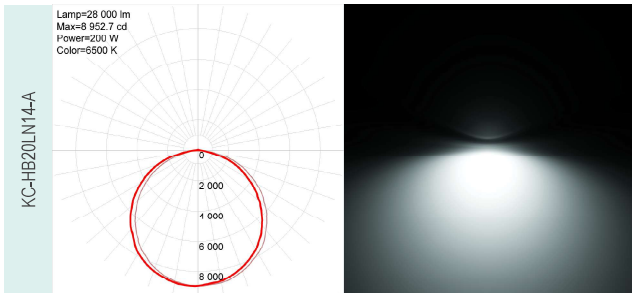 Lamp=28 000 lm
Max=8 952.7 cd
Power=200 W
Color=6500 K
KC-HB20LN14-A
0
2 000
4 000
6 000
8 000